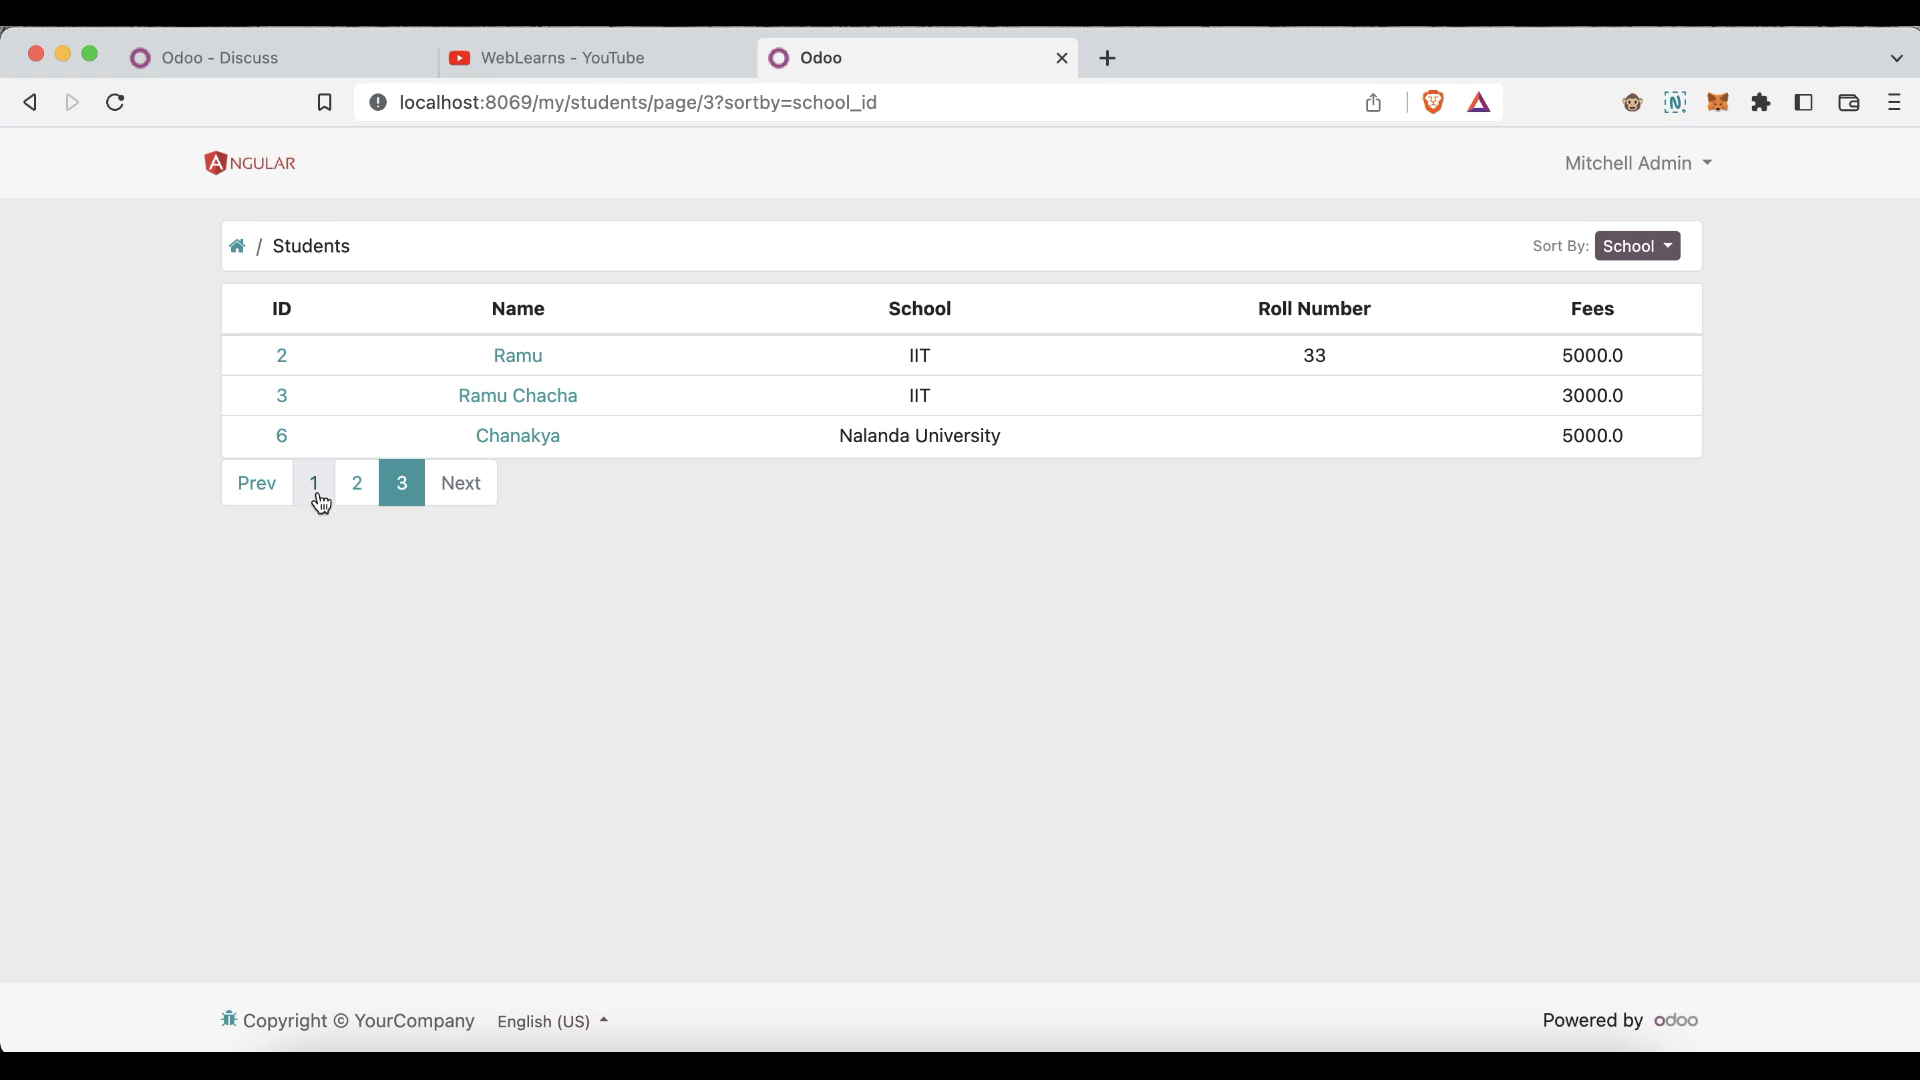 Odoo - Discuss
WebLearns - YouTube
Odoo
localhost:8069/my/students/page/3?sortby=school_id
ANGULAR
Mitchell Admin
/ Students
Sort By: School
ID Name School Roll Number Fees
2 Ramu IIT 33 5000.0
3 Ramu Chacha IIT 3000.0
6 Chanakya Nalanda University 5000.0
Prev 1 2 3 Next
Copyright © YourCompany English (US)
Powered by odoo